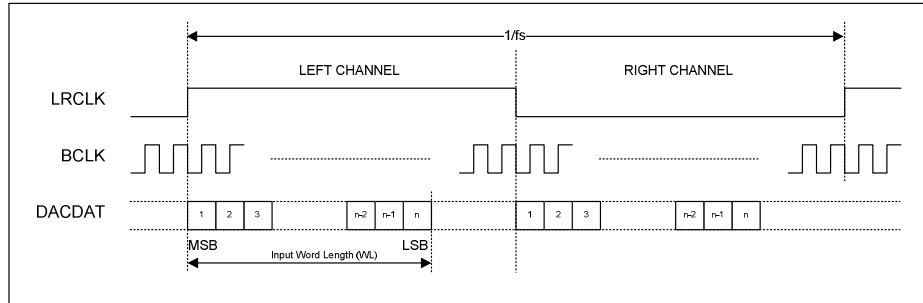 1/fs
LEFT CHANNEL RIGHT CHANNEL
LRCLK
BCLK
DACDAT
1 2 3 n-2 n-1 n 1 2 3 n-2 n-1 n
MSB LSB
Input Word Length (WL)